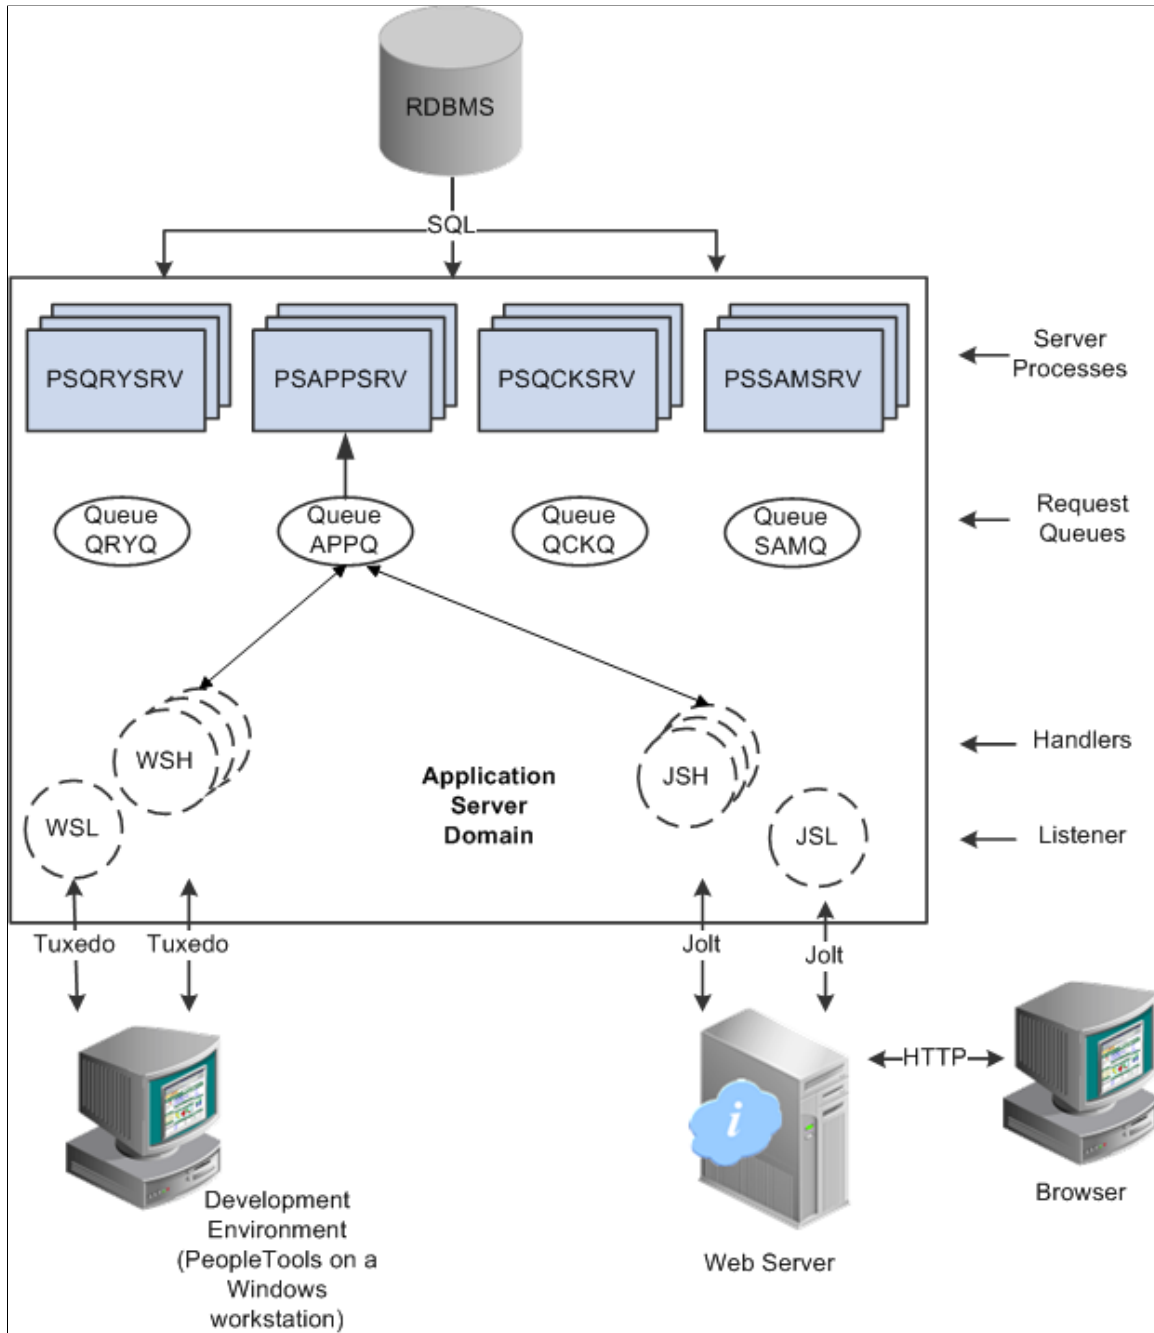 RDBMS
SQL
PSQRYSRV
PSAPPSRV
PSQCKSRV
PSSAMSRV
Server
Processes
Queue
QRYQ
Queue
APPQ
Queue
QCKQ
Queue
SAMQ
Request
Queues
WSH
WSL
Application
Server
Domain
JSH
JSL
Handlers
Listener
Tuxedo
Tuxedo
Jolt
Jolt
HTTP
i
Development
Environment
(PeopleTools on a
Windows
workstation)
Web Server
Browser